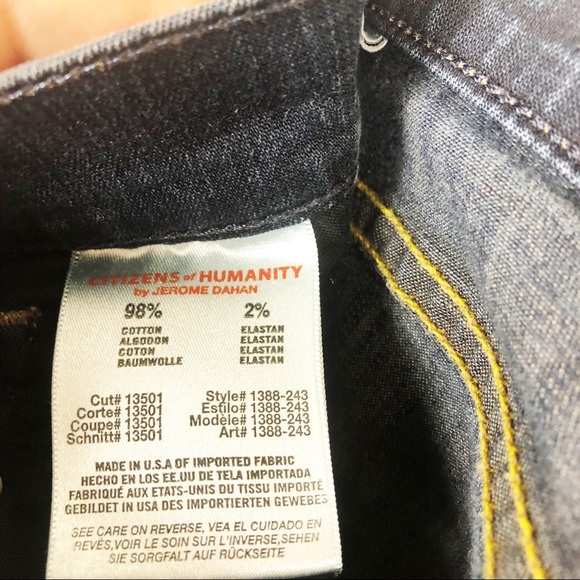 CITIZENS of HUMANITY
by JEROME DAHAN
98% 2%
COTTON ELASTAN
ALGODON ELASTAN
COTON ELASTAN
BAUMWOLLE ELASTAN
Cut# 13501 Style# 1388-243
Corte# 13501 Estilo# 1388-243
Coupe# 13501 Modèle# 1388-243
Schnitt# 13501 Art# 1388-243
MADE IN U.S.A OF IMPORTED FABRIC
HECHO EN LOS EE.UU DE TELA IMPORTADA
FABRIQUÉ AUX ETATS-UNIS DU TISSU IMPORTÉ
GEBILDET IN USA DES IMPORTIERTEN GEWEBES
SEE CARE ON REVERSE, VEA EL CUIDADO EN
REVÉS,VOIR LE SOIN SUR L'INVERSE,SEHEN
SIE SORGFALT AUF RÜCKSEITE